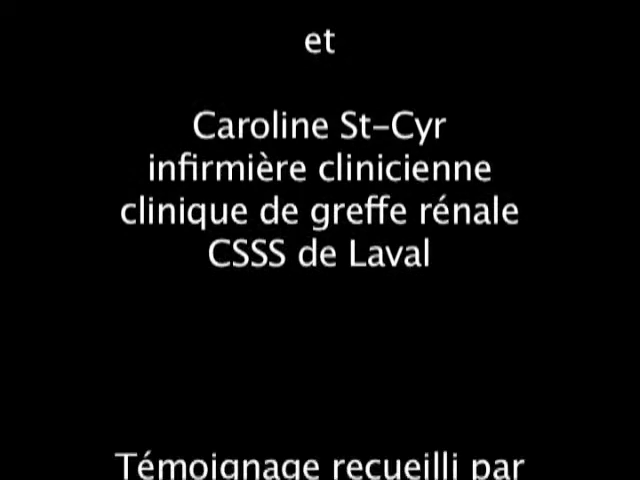 et
Caroline St-Cyr
infirmière clinicienne
clinique de greffe rénale
CSSS de Laval
Témoignage recueilli par